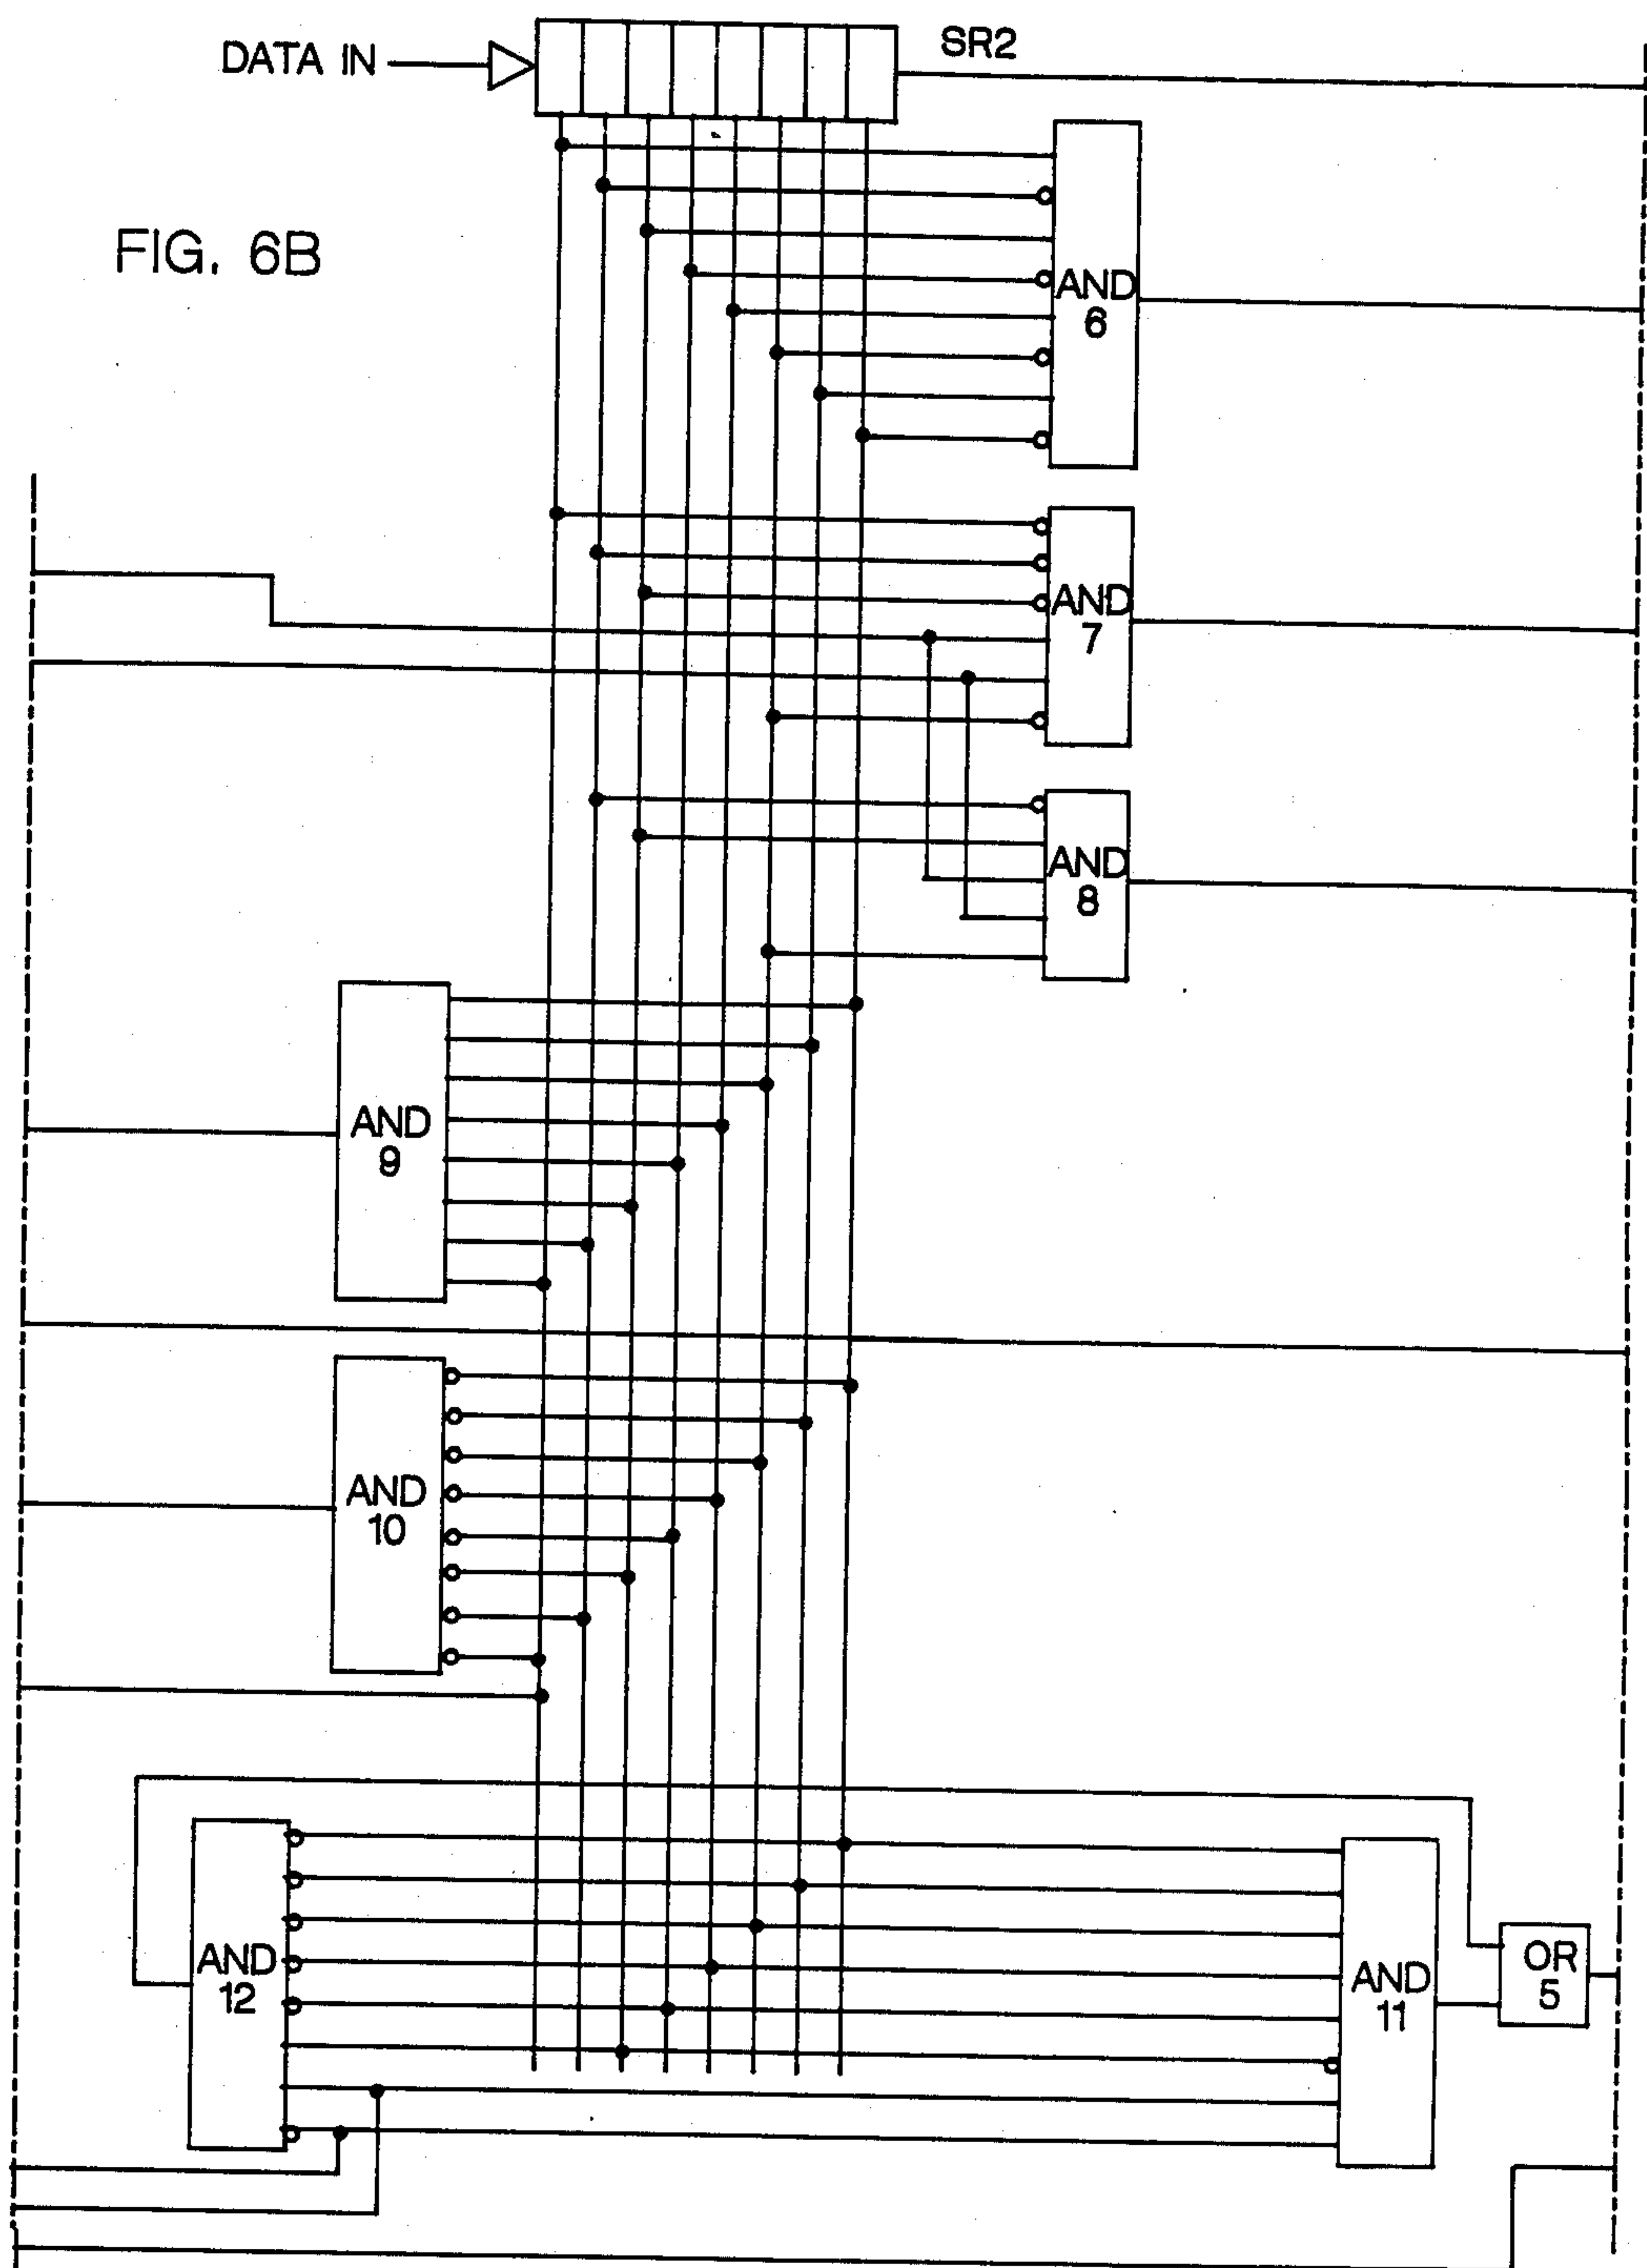 DATA IN
SR2
FIG. 6B
AND
6
AND
7
AND
8
AND
9
AND
10
AND
12
AND
11
OR
5